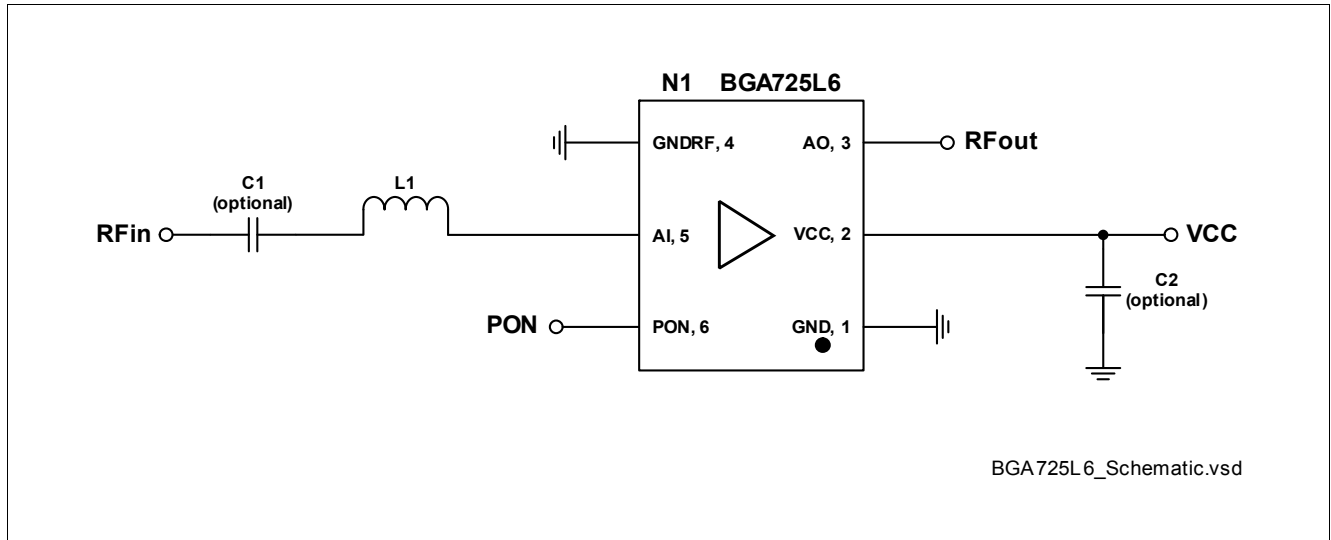 N1 BGA725L6
GNDRF, 4
AO, 3
RFout
C1
(optional)
L1
RFin
AI, 5
VCC, 2
VCC
C2
(optional)
PON
PON, 6
GND, 1
BGA725L6_Schematic.vsd